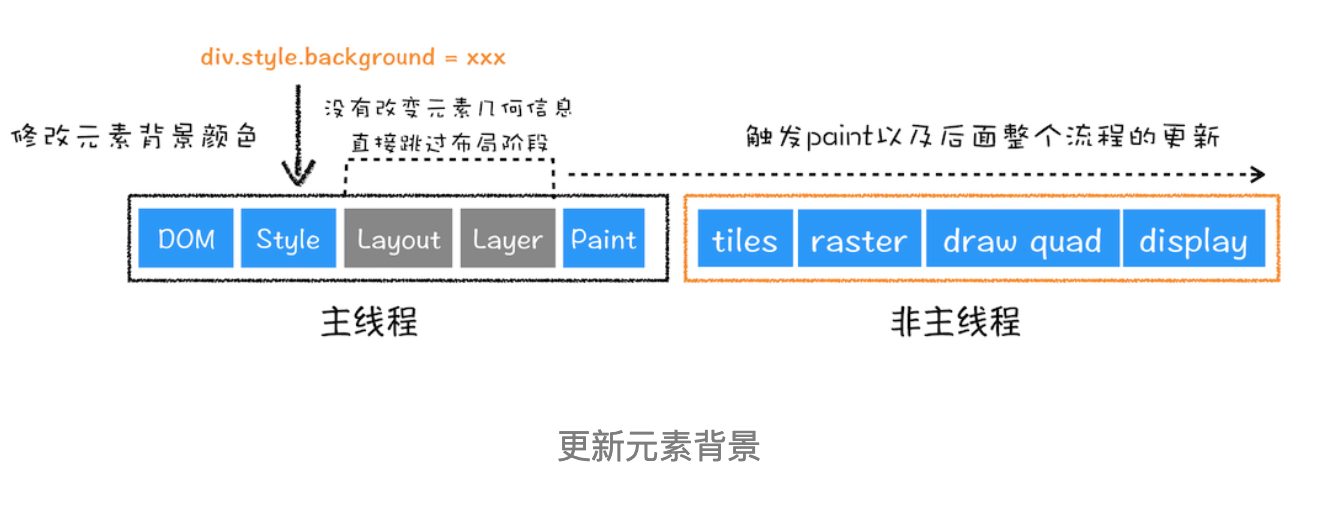 div.style.background = xxx
没有改变元素几何信息
直接跳过布局阶段
修改元素背景颜色
触发paint以及后面整个流程的更新
DOM
Style
Layout
Layer
Paint
tiles
raster
draw quad
display
主线程
非主线程
更新元素背景